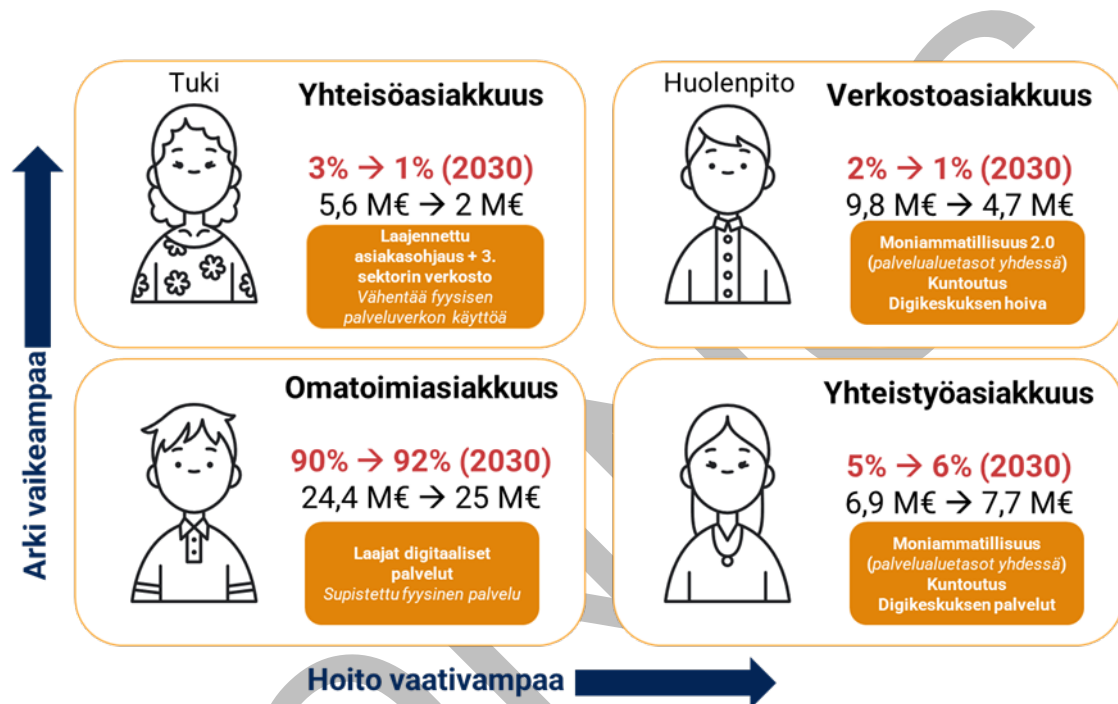 Tuki
Yhteisöasiakkuus
3% → 1% (2030)
5,6 M€ → 2 M€
Laajennettu
asiakasohjaus + 3.
sektorin verkosto
Vähentää fyysisen
palveluverkon käyttöä
Huolenpito
Verkostoasiakkuus
2% → 1% (2030)
9,8 M€ → 4,7 M€
Moniammatillisuus 2.0
(palvelualuetasot yhdessä)
Kuntoutus
Digikeskuksen hoiva
Omatoimiasiakkuus
90% → 92% (2030)
24,4 M€ → 25 M€
Laajat digitaaliset
palvelut
Supistettu fyysinen palvelu
Yhteistyöasiakkuus
5% → 6% (2030)
6,9 M€ → 7,7 M€
Moniammatillisuus
(palvelualuetasot yhdessä)
Kuntoutus
Digikeskuksen palvelut
Arki vaikeampaa
Hoito vaativampaa